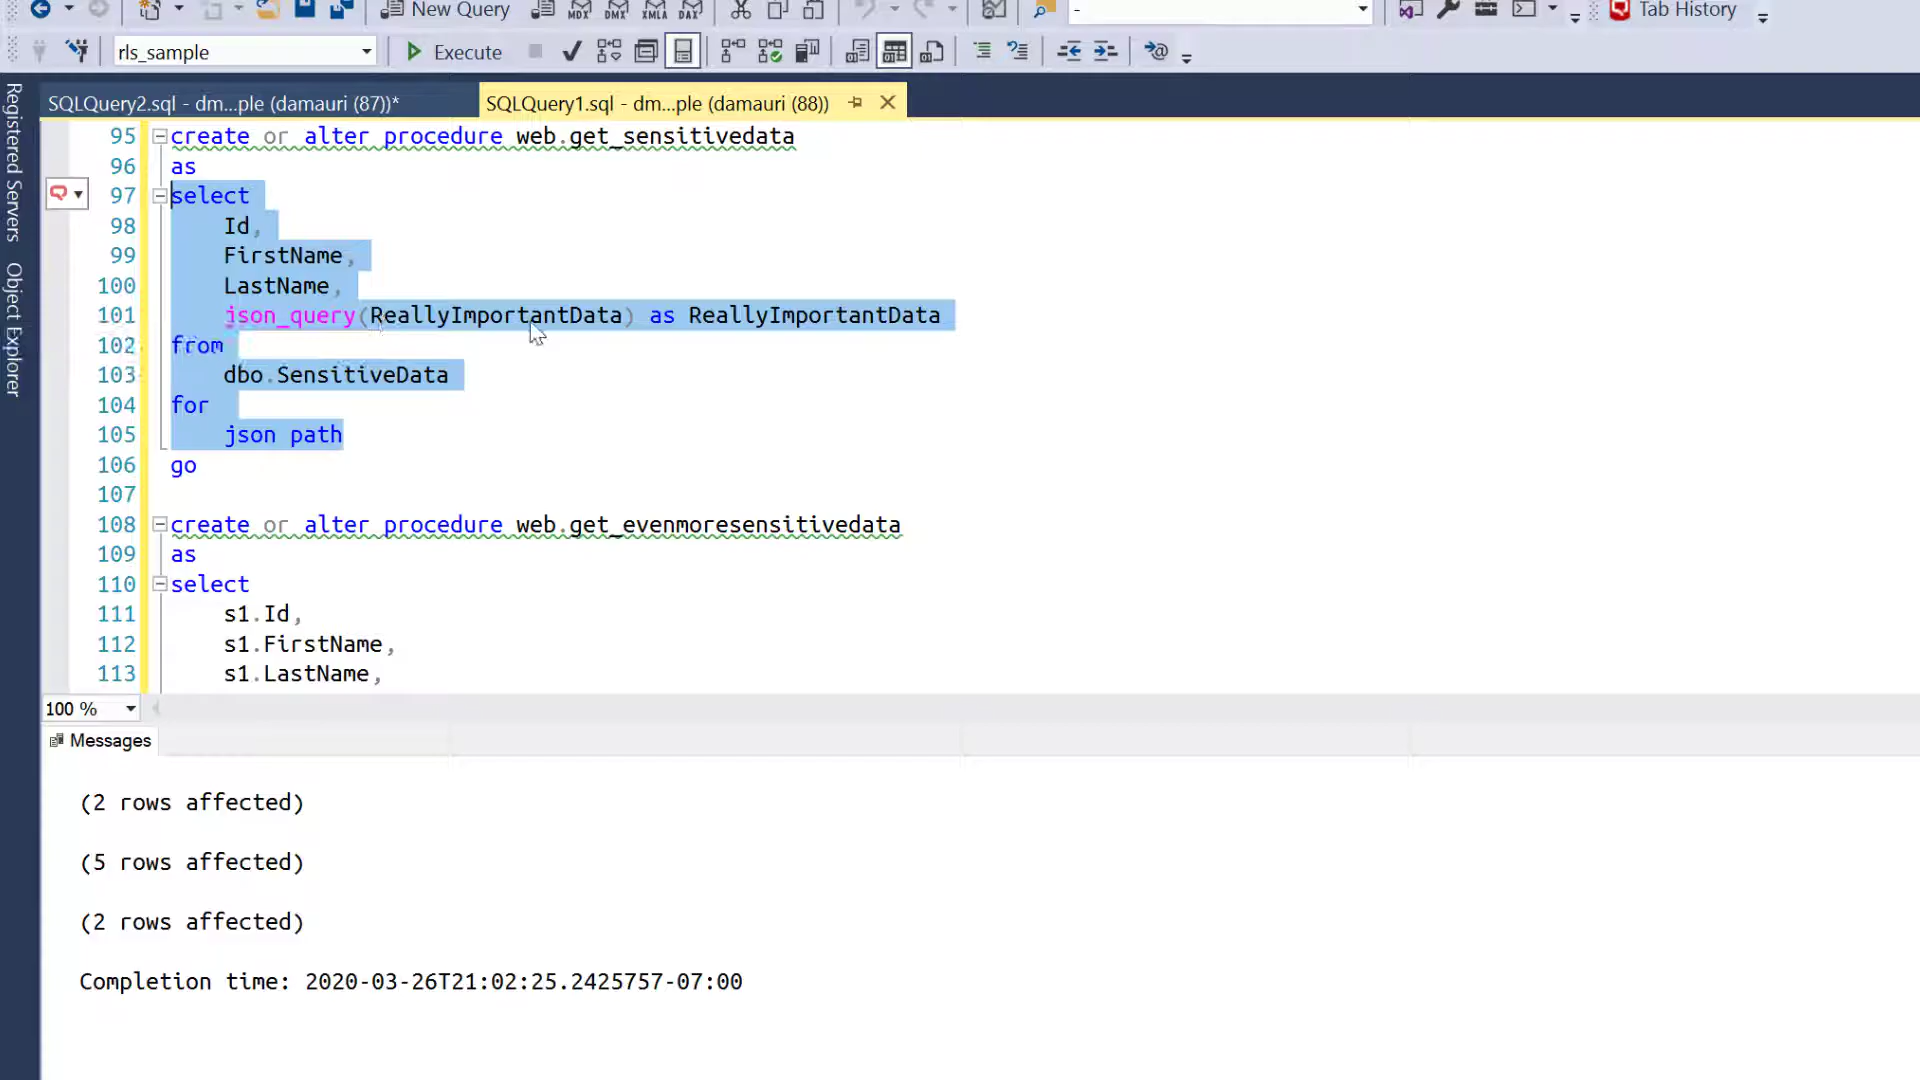 New Query
MDX
DMX
XMLA
DAX
-
Tab History
rls_sample
Execute
SQLQuery2.sql - dm...ple (damauri (87))*
SQLQuery1.sql - dm...ple (damauri (88))
Registered Servers
Object Explorer
95 create or alter procedure web.get_sensitivedata
96 as
97 select
98 Id,
99 FirstName,
100 LastName,
101 json_query(ReallyImportantData) as ReallyImportantData
102 from
103 dbo.SensitiveData
104 for
105 json path
106 go
107
108 create or alter procedure web.get_evenmoresensitivedata
109 as
110 select
111 s1.Id,
112 s1.FirstName,
113 s1.LastName,
100 %
Messages
(2 rows affected)
(5 rows affected)
(2 rows affected)
Completion time: 2020-03-26T21:02:25.2425757-07:00